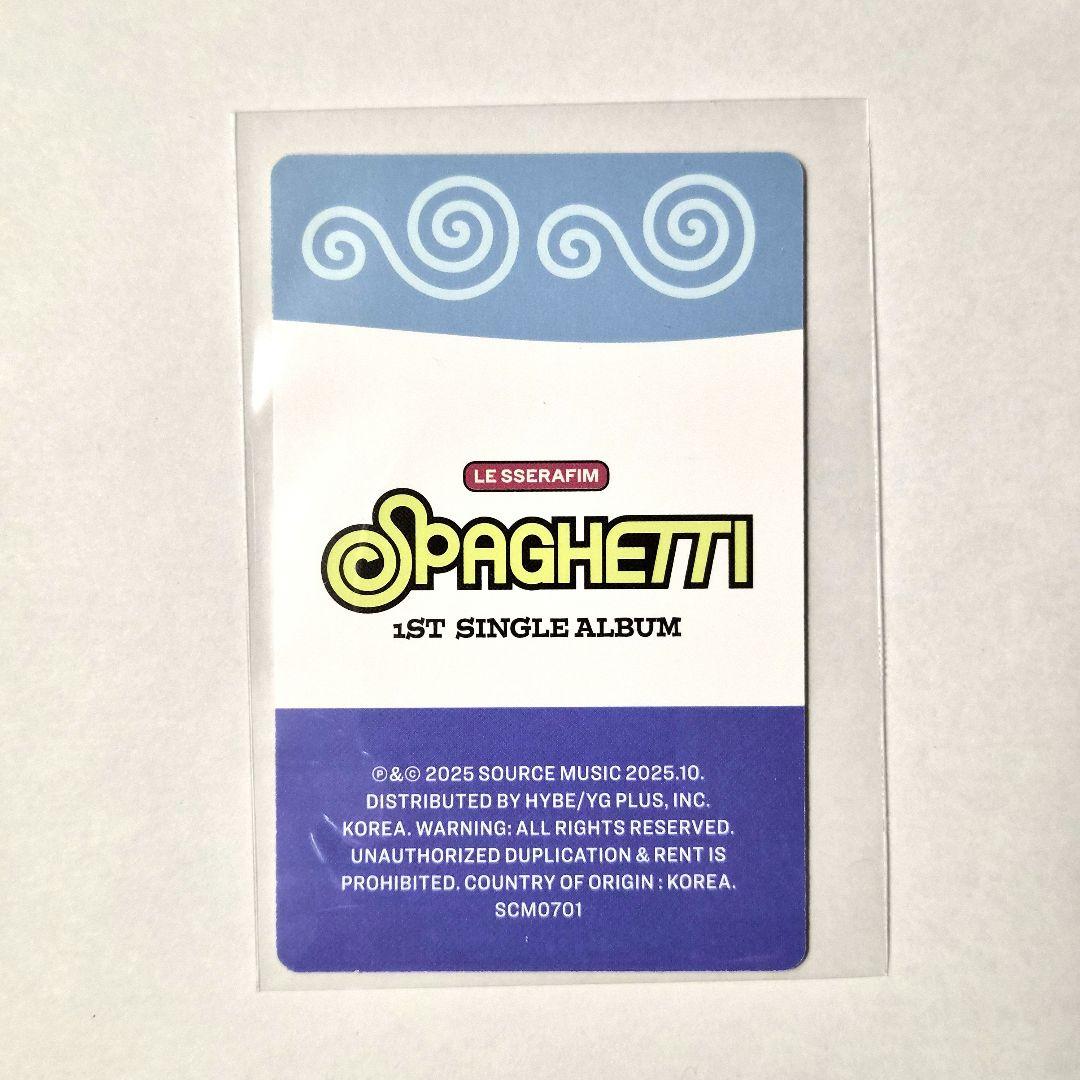 LE SSERAFIM
SPAGHETTI
1ST SINGLE ALBUM
℗&© 2025 SOURCE MUSIC 2025.10.
DISTRIBUTED BY HYBE/YG PLUS, INC.
KOREA. WARNING: ALL RIGHTS RESERVED.
UNAUTHORIZED DUPLICATION & RENT IS
PROHIBITED. COUNTRY OF ORIGIN : KOREA.
SCM0701